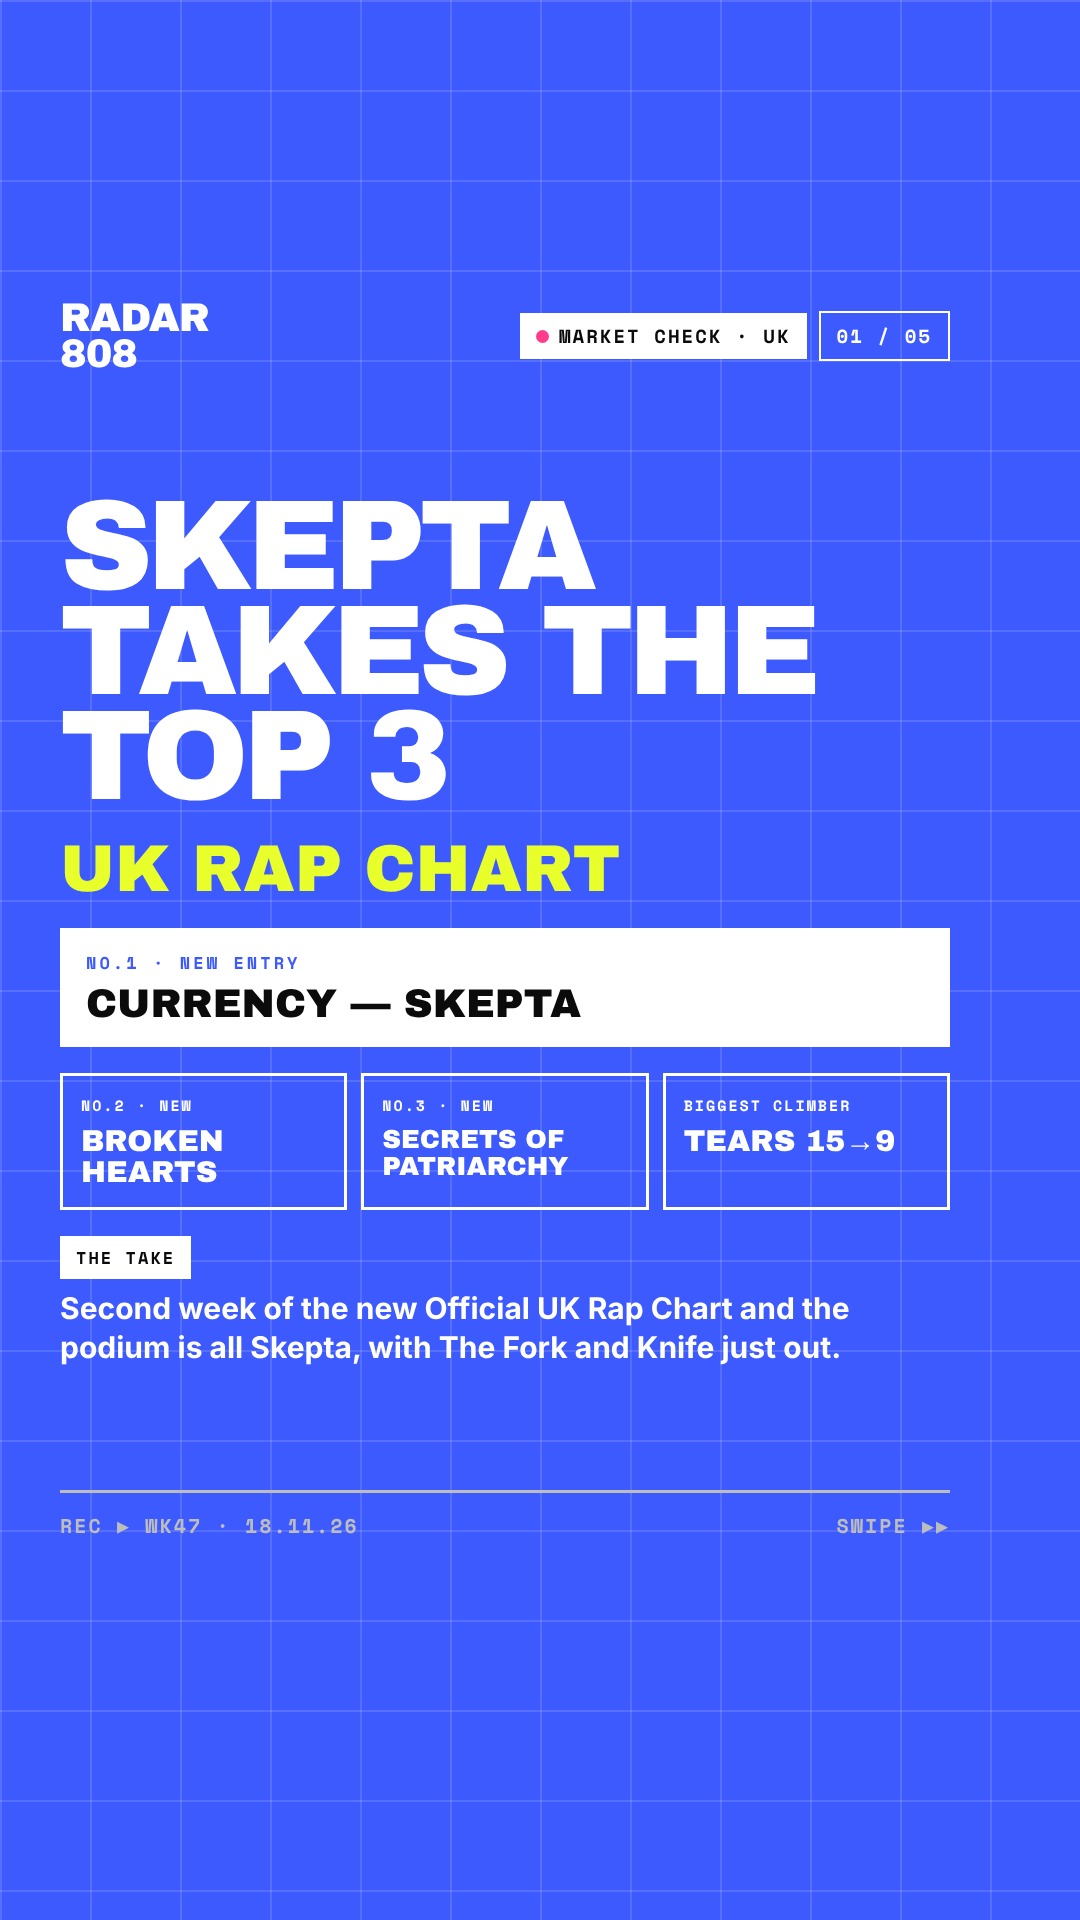 RADAR
808
MARKET CHECK · UK
01 / 05
SKEPTA
TAKES THE
TOP 3
UK RAP CHART
NO.1 · NEW ENTRY
CURRENCY — SKEPTA
NO.2 · NEW
BROKEN
HEARTS
NO.3 · NEW
SECRETS OF
PATRIARCHY
BIGGEST CLIMBER
TEARS 15→9
THE TAKE
Second week of the new Official UK Rap Chart and the
podium is all Skepta, with The Fork and Knife just out.
REC ▶ WK47 · 18.11.26
SWIPE ▶▶